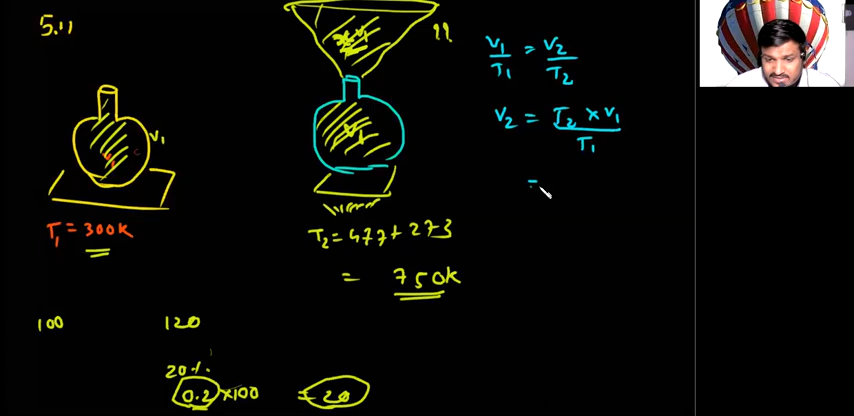 5.11
??
V₁/T₁ = V₂/T₂
V₂ = T₂ × V₁/T₁
=
V₁
T₁ = 300K
T₂ = 477 + 273
= 750K
100 120
20%
0.2 × 100 = 20